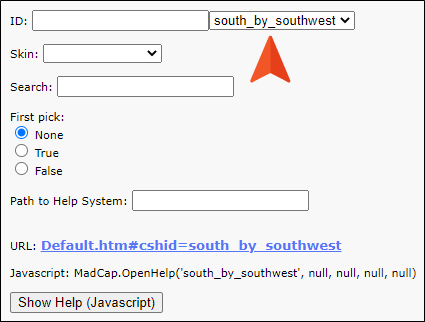 ID: south_by_southwest
Skin:
Search:
First pick:
None
True
False
Path to Help System:
URL: Default.htm#cshid=south_by_southwest
Javascript: MadCap.OpenHelp('south_by_southwest', null, null, null, null)
Show Help (Javascript)